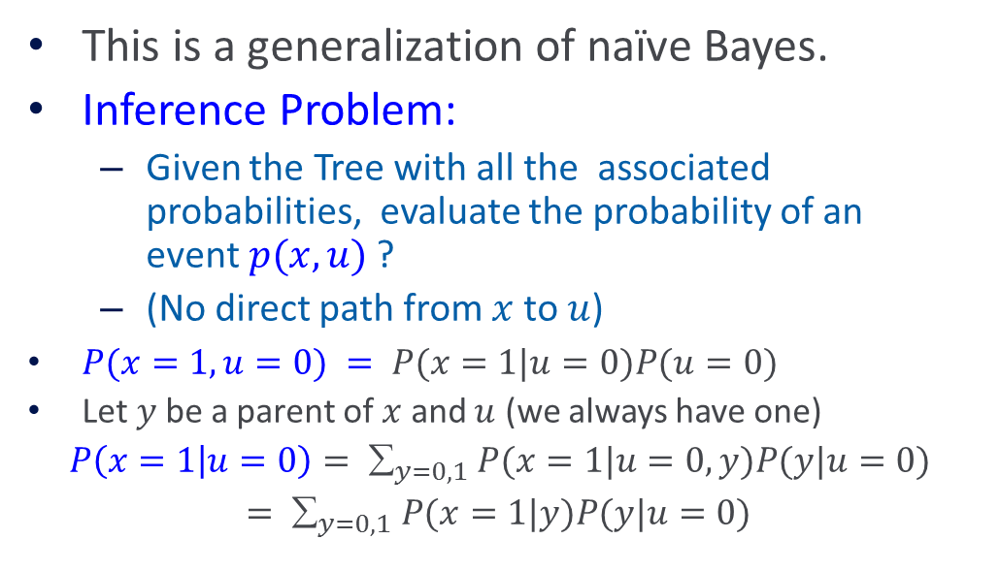 • This is a generalization of naïve Bayes.
• Inference Problem:
– Given the Tree with all the associated
probabilities, evaluate the probability of an
event 𝑝(𝑥, 𝑢) ?
– (No direct path from 𝑥 to 𝑢)
• 𝑃(𝑥 = 1, 𝑢 = 0) = 𝑃(𝑥 = 1|𝑢 = 0)𝑃(𝑢 = 0)
• Let 𝑦 be a parent of 𝑥 and 𝑢 (we always have one)
𝑃(𝑥 = 1|𝑢 = 0) = ∑_{𝑦=0,1} 𝑃(𝑥 = 1|𝑢 = 0, 𝑦)𝑃(𝑦|𝑢 = 0)
= ∑_{𝑦=0,1} 𝑃(𝑥 = 1|𝑦)𝑃(𝑦|𝑢 = 0)